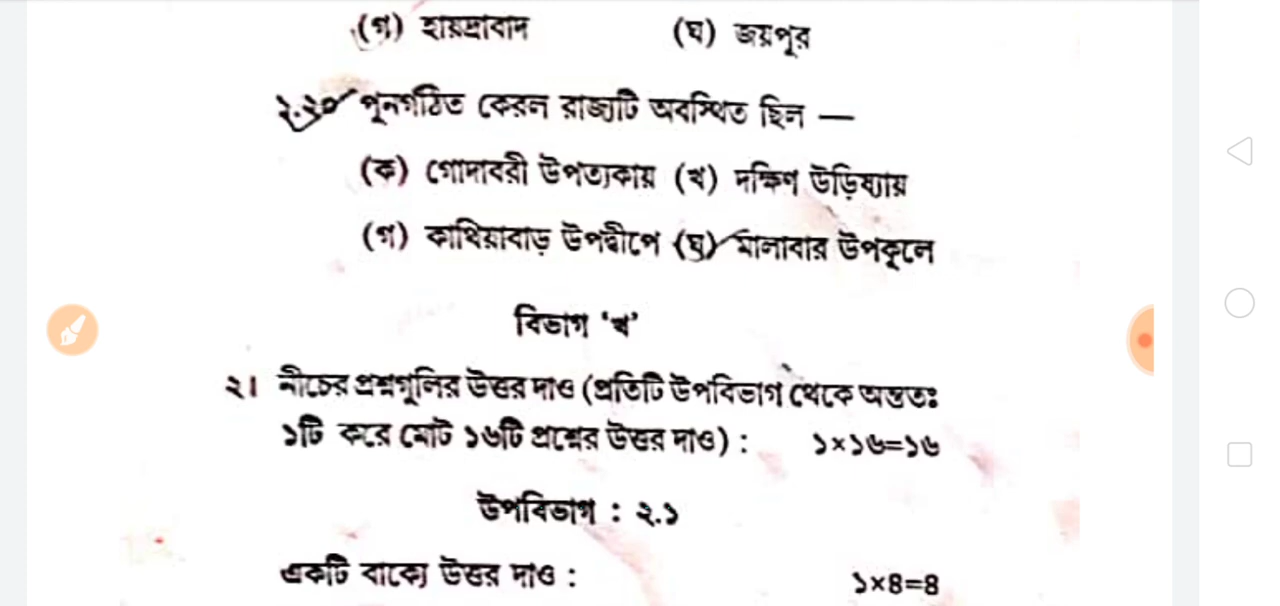 (গ) হায়দ্রাবাদ (ঘ) জয়পুর
১.২০ পুনর্গঠিত কেরল রাজ্যটি অবস্থিত ছিল —
(ক) গোদাবরী উপত্যকায় (খ) দক্ষিণ উড়িষ্যায়
(গ) কাথিয়াবাড় উপদ্বীপে (ঘ) মালাবার উপকূলে
বিভাগ ‘খ’
২। নীচের প্রশ্নগুলির উত্তর দাও (প্রতিটি উপবিভাগ থেকে অন্ততঃ
১টি করে মোট ১৬টি প্রশ্নের উত্তর দাও) : ১×১৬=১৬
উপবিভাগ : ২.১
একটি বাক্যে উত্তর দাও : ১×৪=৪